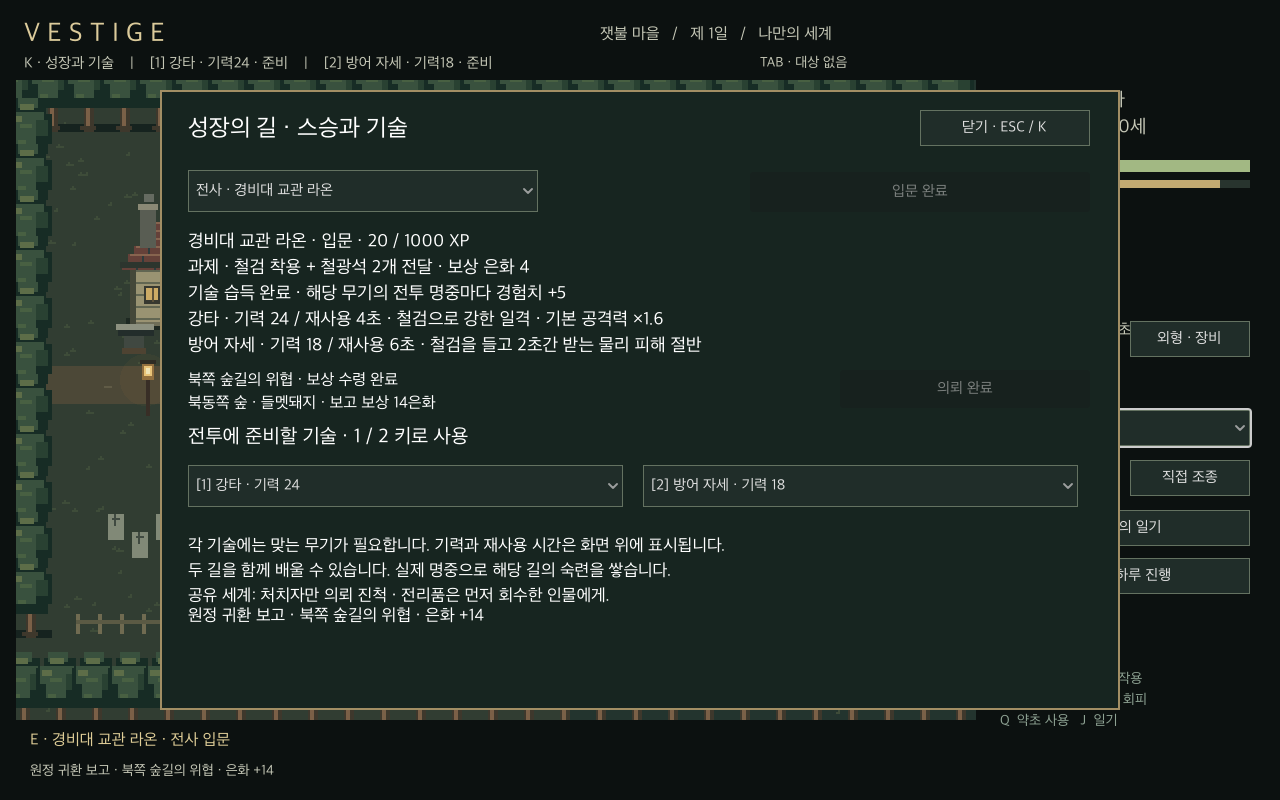 VESTIGE
잿불 마을 / 제 1일 / 나만의 세계
K · 성장과 기술 | [1] 강타 · 기력24 · 준비 | [2] 방어 자세 · 기력18 · 준비
TAB · 대상 없음
성장의 길 · 스승과 기술
닫기 · ESC / K
0세
전사 · 경비대 교관 라온
입문 완료
경비대 교관 라온 · 입문 · 20 / 1000 XP
과제 · 철검 착용 + 철광석 2개 전달 · 보상 은화 4
기술 습득 완료 · 해당 무기의 전투 명중마다 경험치 +5
강타 · 기력 24 / 재사용 4초 · 철검으로 강한 일격 · 기본 공격력 ×1.6
방어 자세 · 기력 18 / 재사용 6초 · 철검을 들고 2초간 받는 물리 피해 절반
외형 · 장비
북쪽 숲길의 위협 · 보상 수령 완료
북동쪽 숲 · 들멧돼지 · 보고 보상 14은화
의뢰 완료
전투에 준비할 기술 · 1 / 2 키로 사용
[1] 강타 · 기력 24
[2] 방어 자세 · 기력 18
직접 조종
의 일기
하루 진행
각 기술에는 맞는 무기가 필요합니다. 기력과 재사용 시간은 화면 위에 표시됩니다.
두 길을 함께 배울 수 있습니다. 실제 명중으로 해당 길의 숙련을 쌓습니다.
공유 세계: 처치자만 의뢰 진척 · 전리품은 먼저 회수한 인물에게.
원정 귀환 보고 · 북쪽 숲길의 위협 · 은화 +14
작용
회피
Q 약초 사용 J 일기
E · 경비대 교관 라온 · 전사 입문
원정 귀환 보고 · 북쪽 숲길의 위협 · 은화 +14